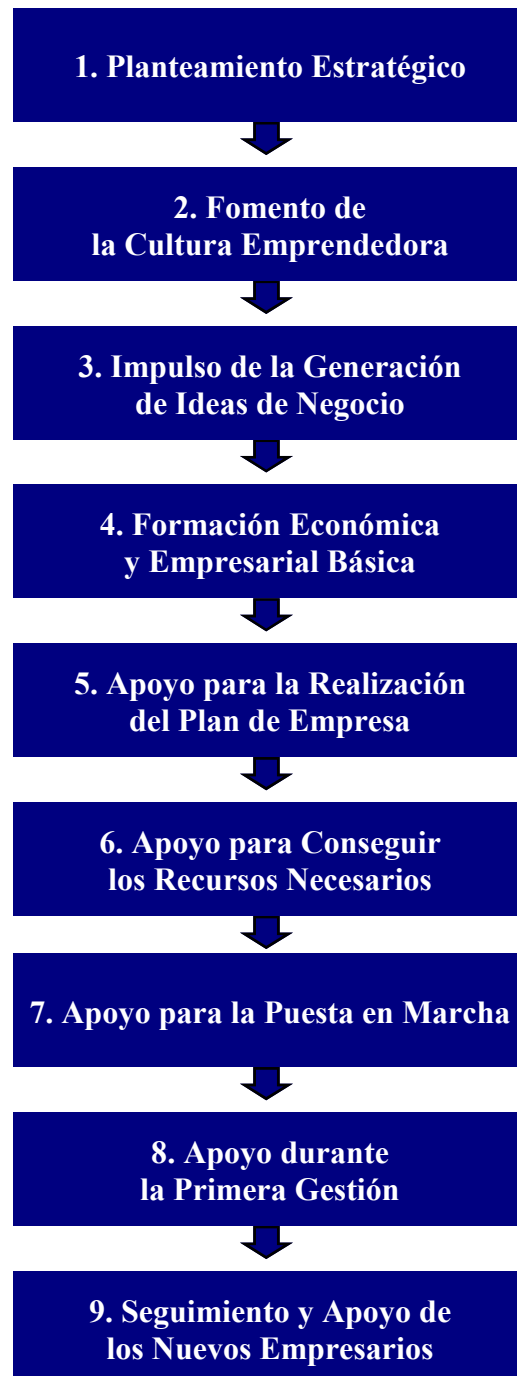 1. Planteamiento Estratégico
2. Fomento de
la Cultura Emprendedora
3. Impulso de la Generación
de Ideas de Negocio
4. Formación Económica
y Empresarial Básica
5. Apoyo para la Realización
del Plan de Empresa
6. Apoyo para Conseguir
los Recursos Necesarios
7. Apoyo para la Puesta en Marcha
8. Apoyo durante
la Primera Gestión
9. Seguimiento y Apoyo de
los Nuevos Empresarios